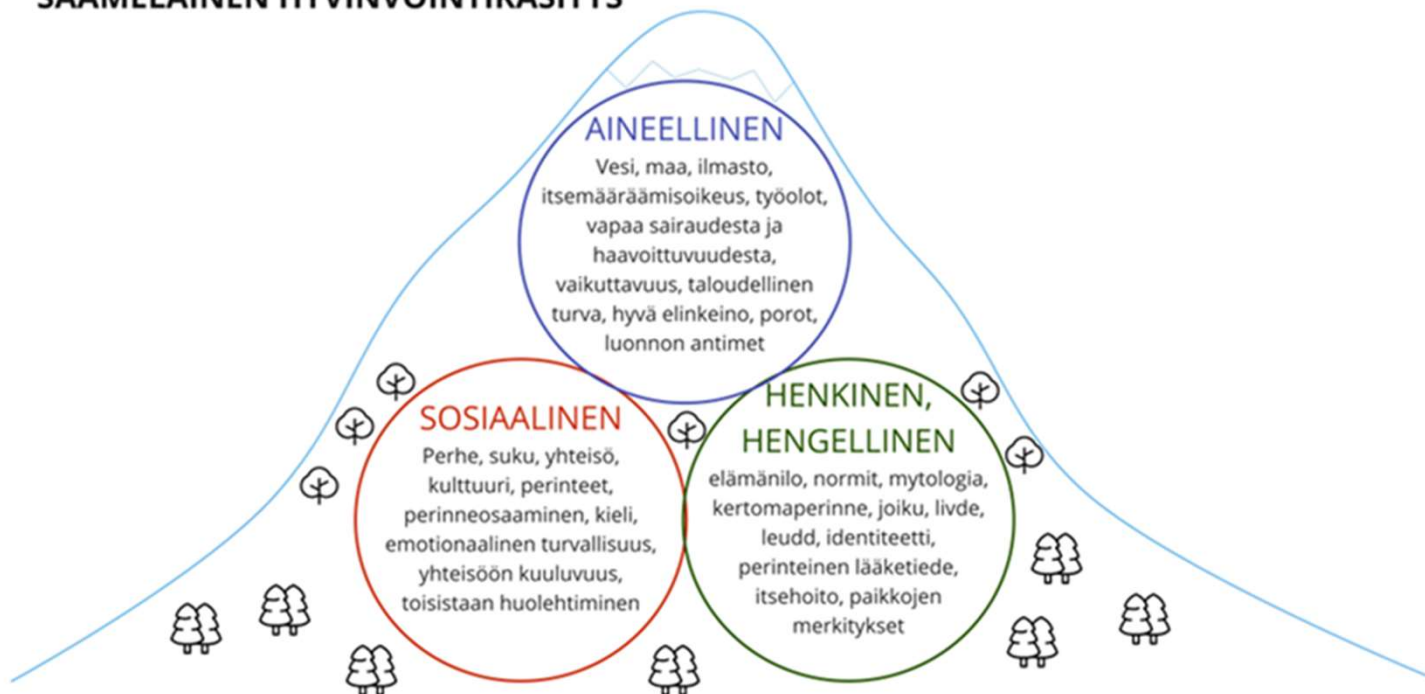 SAAMELAINEN HYVINVOINTIKÄSITYS
AINEELLINEN
Vesi, maa, ilmasto,
itsemääräämisoikeus, työolot,
vapaa sairaudesta ja
haavoittuvuudesta,
vaikuttavuus, taloudellinen
turva, hyvä elinkeino, porot,
luonnon antimet
SOSIAALINEN
Perhe, suku, yhteisö,
kulttuuri, perinteet,
perinneosaaminen, kieli,
emotionaalinen turvallisuus,
yhteisöön kuuluvuus,
toisistaan huolehtiminen
HENKINEN,
HENGELLINEN
elämänilo, normit, mytologia,
kertomaperinne, joiku, livde,
leudd, identiteetti,
perinteinen lääketiede,
itsehoito, paikkojen
merkitykset